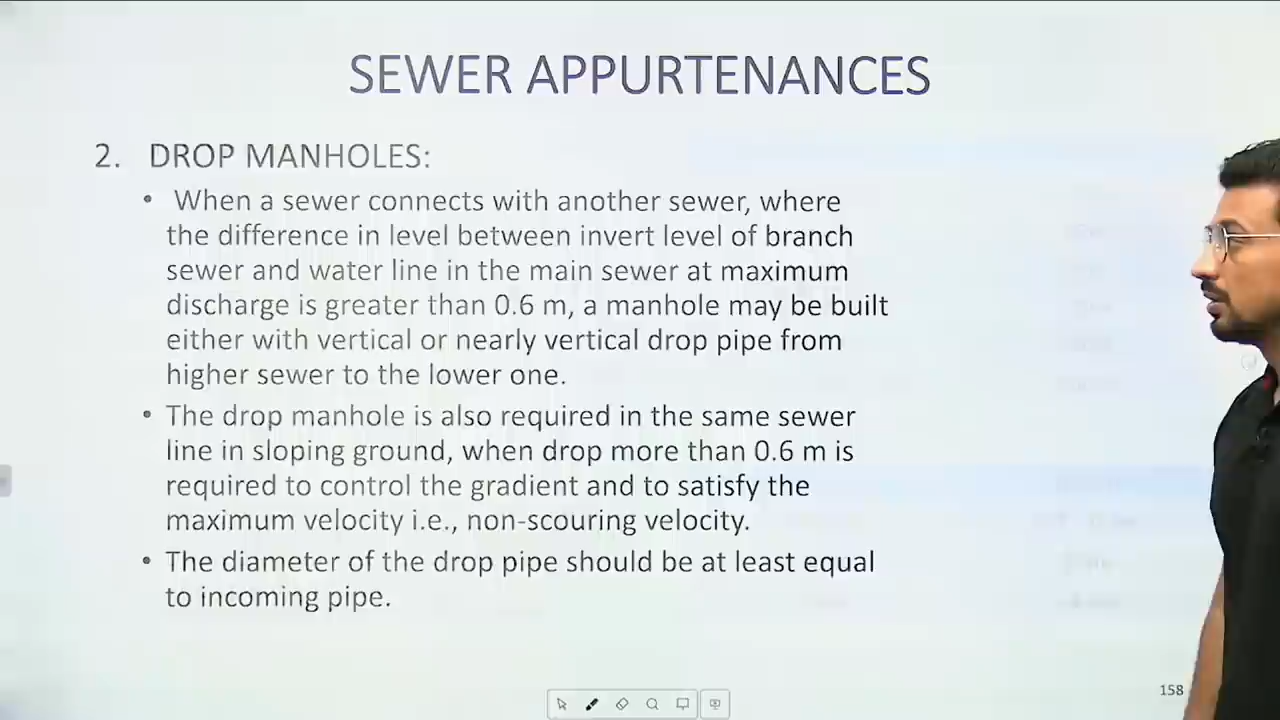 SEWER APPURTENANCES
2. DROP MANHOLES:
• When a sewer connects with another sewer, where
the difference in level between invert level of branch
sewer and water line in the main sewer at maximum
discharge is greater than 0.6 m, a manhole may be built
either with vertical or nearly vertical drop pipe from
higher sewer to the lower one.
• The drop manhole is also required in the same sewer
line in sloping ground, when drop more than 0.6 m is
required to control the gradient and to satisfy the
maximum velocity i.e., non-scouring velocity.
• The diameter of the drop pipe should be at least equal
to incoming pipe.
158